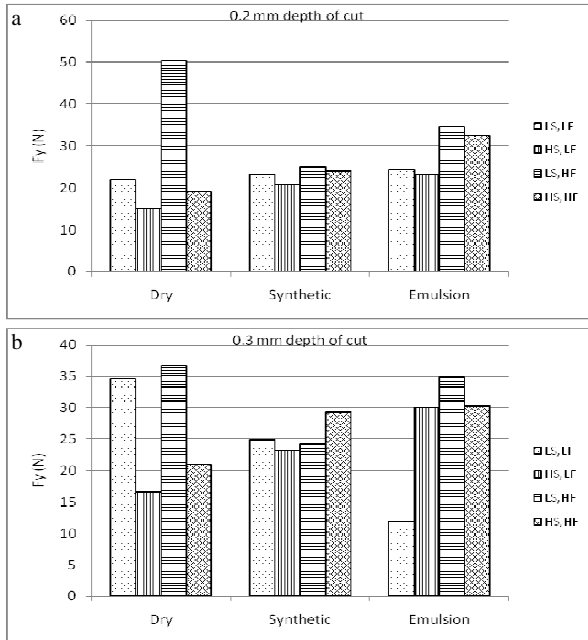 a
0.2 mm depth of cut
60
50
40
30
20
10
0
Fy (N)
Dry
Synthetic
Emulsion
LS, LF
HS, LF
LS, HF
HS, HF
b
0.3 mm depth of cut
40
35
30
25
20
15
10
5
0
Fy (N)
Dry
Synthetic
Emulsion
LS, LF
HS, LF
LS, HF
HS, HF